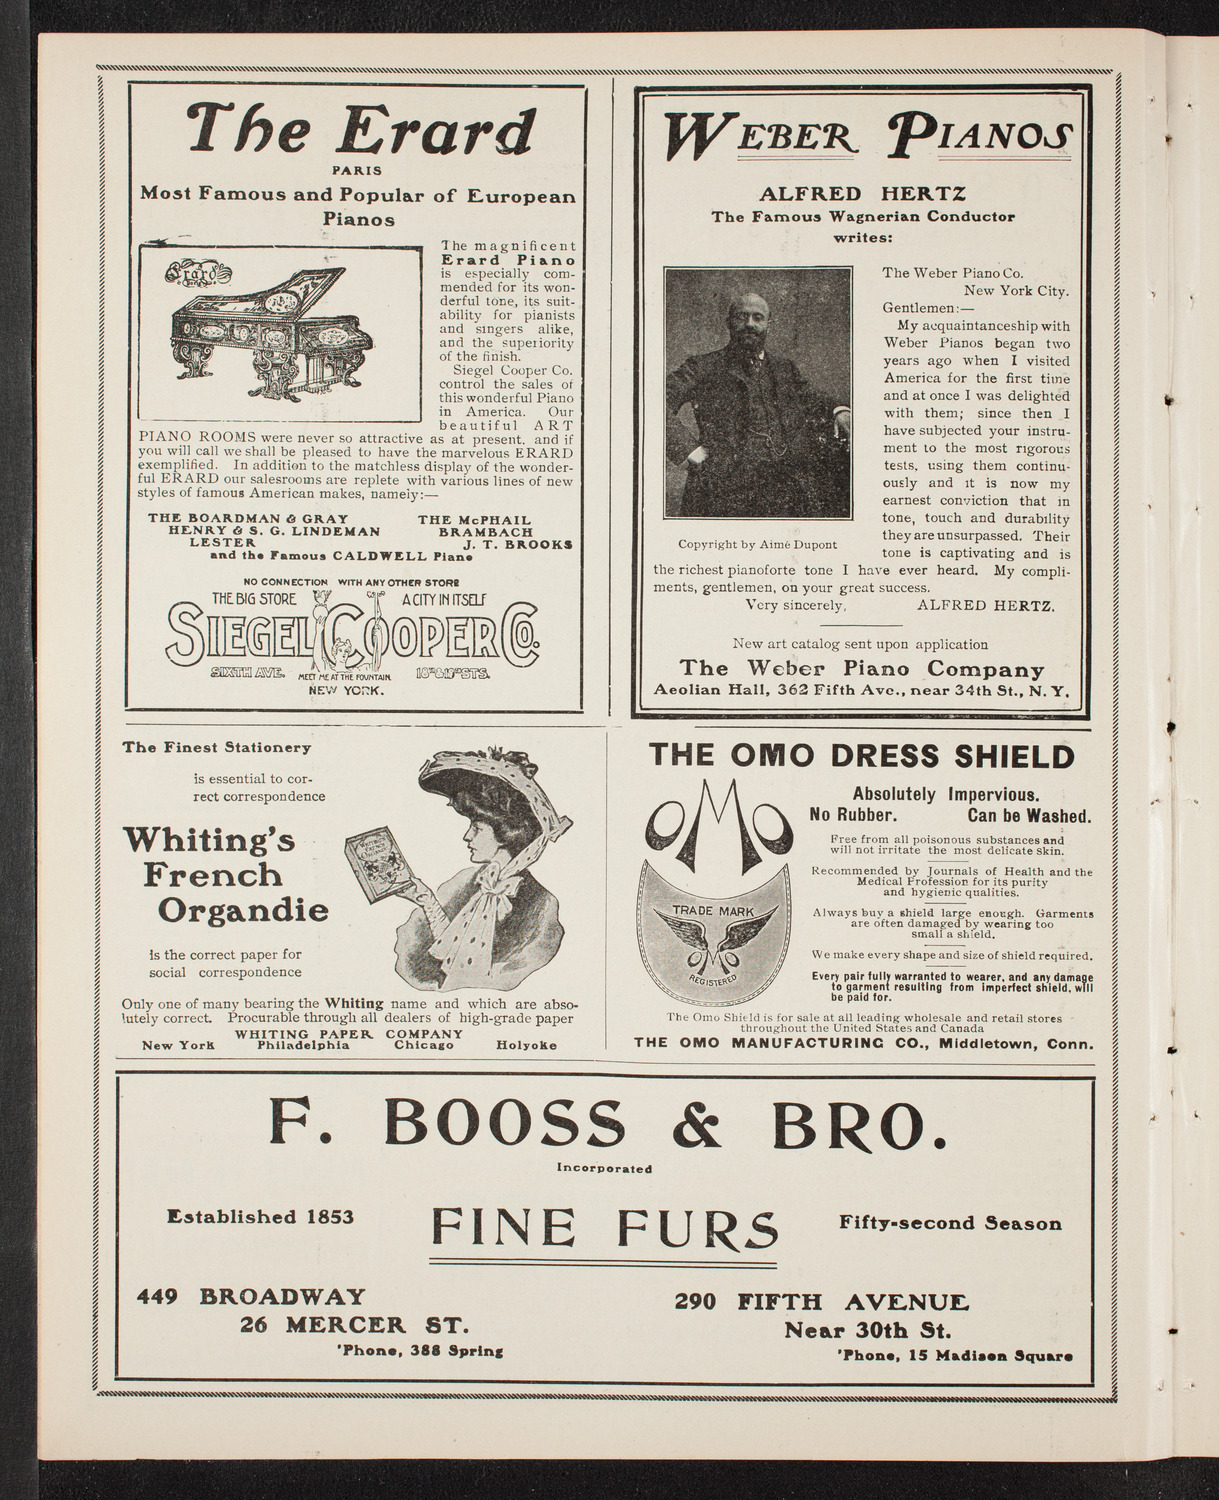 The Erard
PARIS
Most Famous and Popular of European
Pianos
Erard
The magnificent
Erard Piano
is especially com-
mended for its won-
derful tone, its suit-
ability for pianists
and singers alike,
and the superiority
of the finish.
Siegel Cooper Co.
control the sales of
this wonderful Piano
in America. Our
beautiful ART
PIANO ROOMS were never so attractive as at present, and if
you will call we shall be pleased to have the marvelous ERARD
exemplified. In addition to the matchless display of the wonder-
ful ERARD our salesrooms are replete with various lines of new
styles of famous American makes, namely:—
THE BOARDMAN & GRAY THE McPHAIL
HENRY & S. G. LINDEMAN BRAMBACH
LESTER J. T. BROOKS
and the Famous CALDWELL Piano
NO CONNECTION WITH ANY OTHER STORE
THE BIG STORE A CITY IN ITSELF
SIEGEL COOPER CO.
SIXTH AVE. MEET ME AT THE FOUNTAIN. 18TH & 19TH STS.
NEW YORK.
WEBER PIANOS
ALFRED HERTZ
The Famous Wagnerian Conductor
writes:
Copyright by Aimé Dupont
The Weber Piano Co.
New York City.
Gentlemen:—
My acquaintanceship with
Weber Pianos began two
years ago when I visited
America for the first time
and at once I was delighted
with them; since then I
have subjected your instru-
ment to the most rigorous
tests, using them continu-
ously and it is now my
earnest conviction that in
tone, touch and durability
they are unsurpassed. Their
tone is captivating and is
the richest pianoforte tone I have ever heard. My compli-
ments, gentlemen, on your great success.
Very sincerely, ALFRED HERTZ.
New art catalog sent upon application
The Weber Piano Company
Aeolian Hall, 362 Fifth Ave., near 34th St., N. Y.
The Finest Stationery
is essential to cor-
rect correspondence
Whiting's
French
Organdie
is the correct paper for
social correspondence
WHITING'S
FRENCH
ORGANDIE
Only one of many bearing the Whiting name and which are abso-
lutely correct. Procurable through all dealers of high-grade paper
WHITING PAPER COMPANY
New York Philadelphia Chicago Holyoke
THE OMO DRESS SHIELD
OMO
TRADE MARK
OMO
REGISTERED
Absolutely Impervious.
No Rubber. Can be Washed.
Free from all poisonous substances and
will not irritate the most delicate skin.
Recommended by Journals of Health and the
Medical Profession for its purity
and hygienic qualities.
Always buy a shield large enough. Garments
are often damaged by wearing too
small a shield.
We make every shape and size of shield required.
Every pair fully warranted to wearer, and any damage
to garment resulting from imperfect shield, will
be paid for.
The Omo Shield is for sale at all leading wholesale and retail stores
throughout the United States and Canada
THE OMO MANUFACTURING CO., Middletown, Conn.
F. BOOSS & BRO.
Incorporated
Established 1853 FINE FURS Fifty-second Season
449 BROADWAY
26 MERCER ST.
'Phone, 388 Spring
290 FIFTH AVENUE
Near 30th St.
'Phone, 15 Madison Square